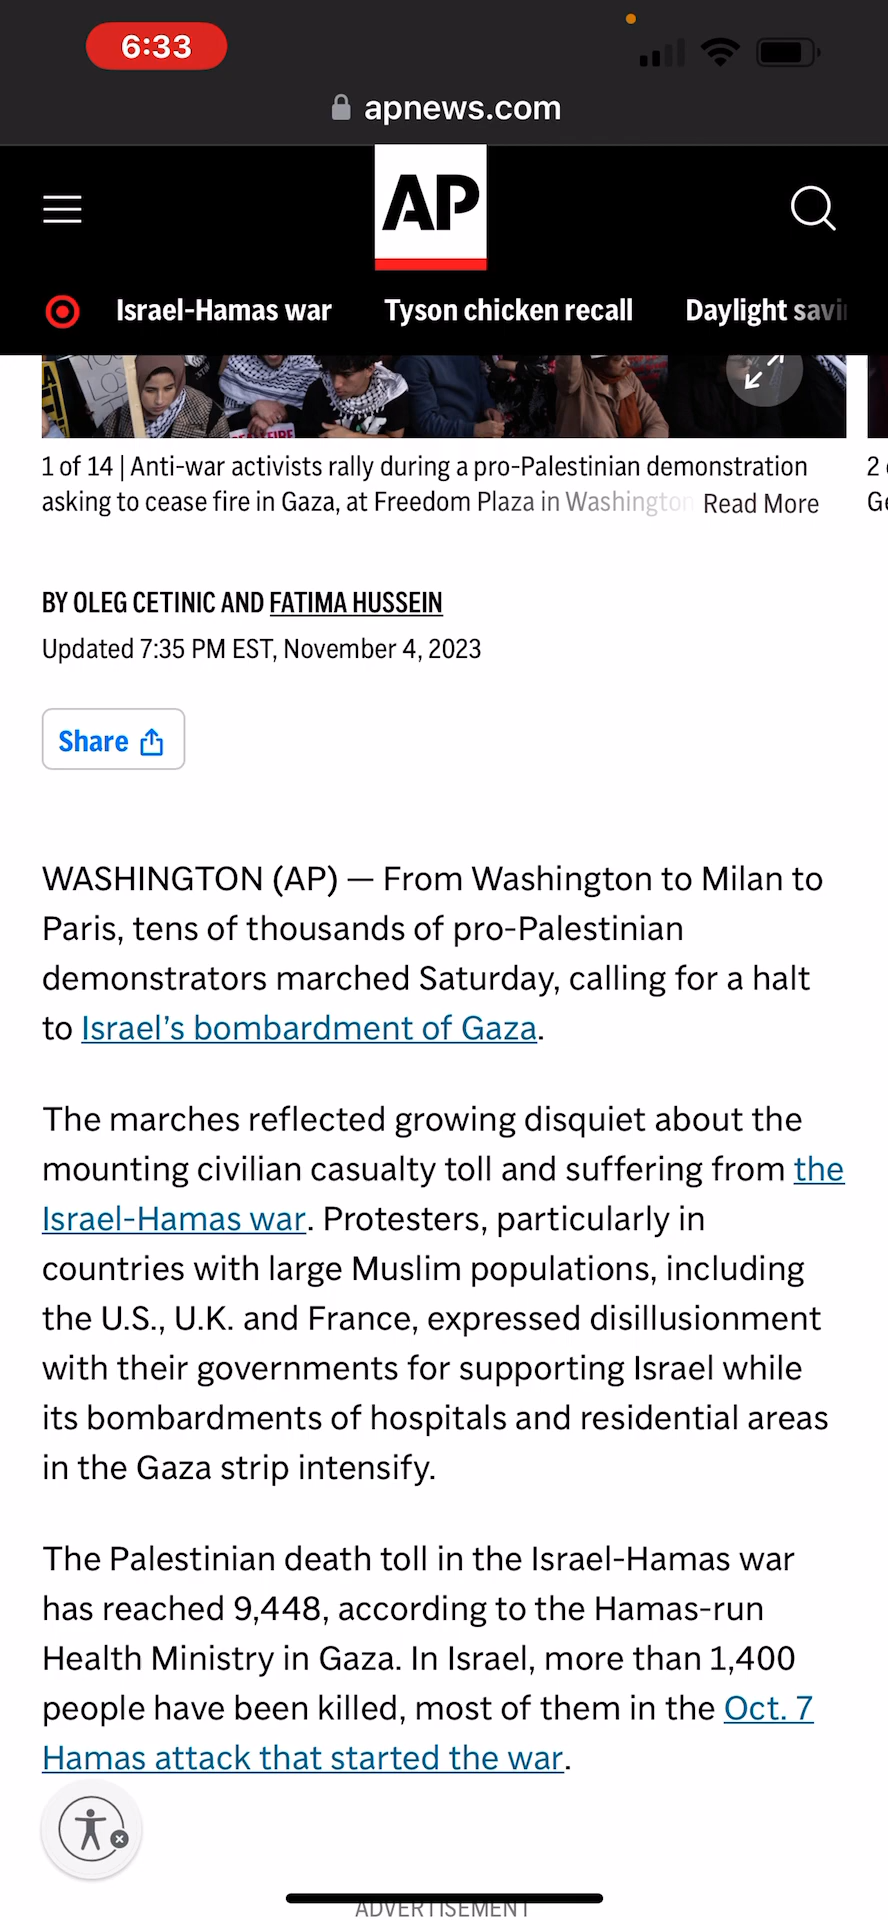 6:33
apnews.com
AP
Israel-Hamas war Tyson chicken recall Daylight savi
YOU
LOS
FIRE
1 of 14 | Anti-war activists rally during a pro-Palestinian demonstration
asking to cease fire in Gaza, at Freedom Plaza in Washington Read More
2
Ge
BY OLEG CETINIC AND FATIMA HUSSEIN
Updated 7:35 PM EST, November 4, 2023
Share
WASHINGTON (AP) — From Washington to Milan to
Paris, tens of thousands of pro-Palestinian
demonstrators marched Saturday, calling for a halt
to Israel’s bombardment of Gaza.
The marches reflected growing disquiet about the
mounting civilian casualty toll and suffering from the
Israel-Hamas war. Protesters, particularly in
countries with large Muslim populations, including
the U.S., U.K. and France, expressed disillusionment
with their governments for supporting Israel while
its bombardments of hospitals and residential areas
in the Gaza strip intensify.
The Palestinian death toll in the Israel-Hamas war
has reached 9,448, according to the Hamas-run
Health Ministry in Gaza. In Israel, more than 1,400
people have been killed, most of them in the Oct. 7
Hamas attack that started the war.
ADVERTISEMENT